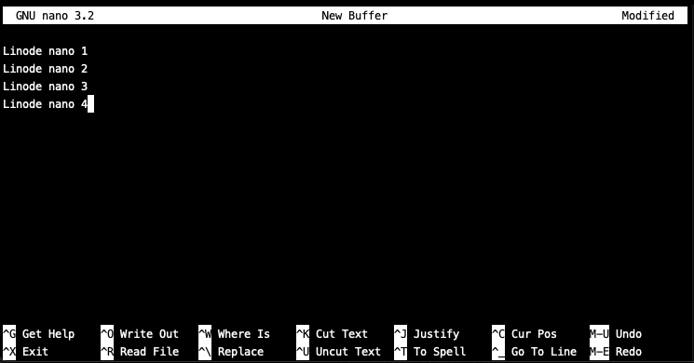 GNU nano 3.2 New Buffer Modified
Linode nano 1
Linode nano 2
Linode nano 3
Linode nano 4
^G Get Help ^O Write Out ^W Where Is ^K Cut Text ^J Justify ^C Cur Pos M-U Undo
^X Exit ^R Read File ^\ Replace ^U Uncut Text ^T To Spell ^_ Go To Line M-E Redo